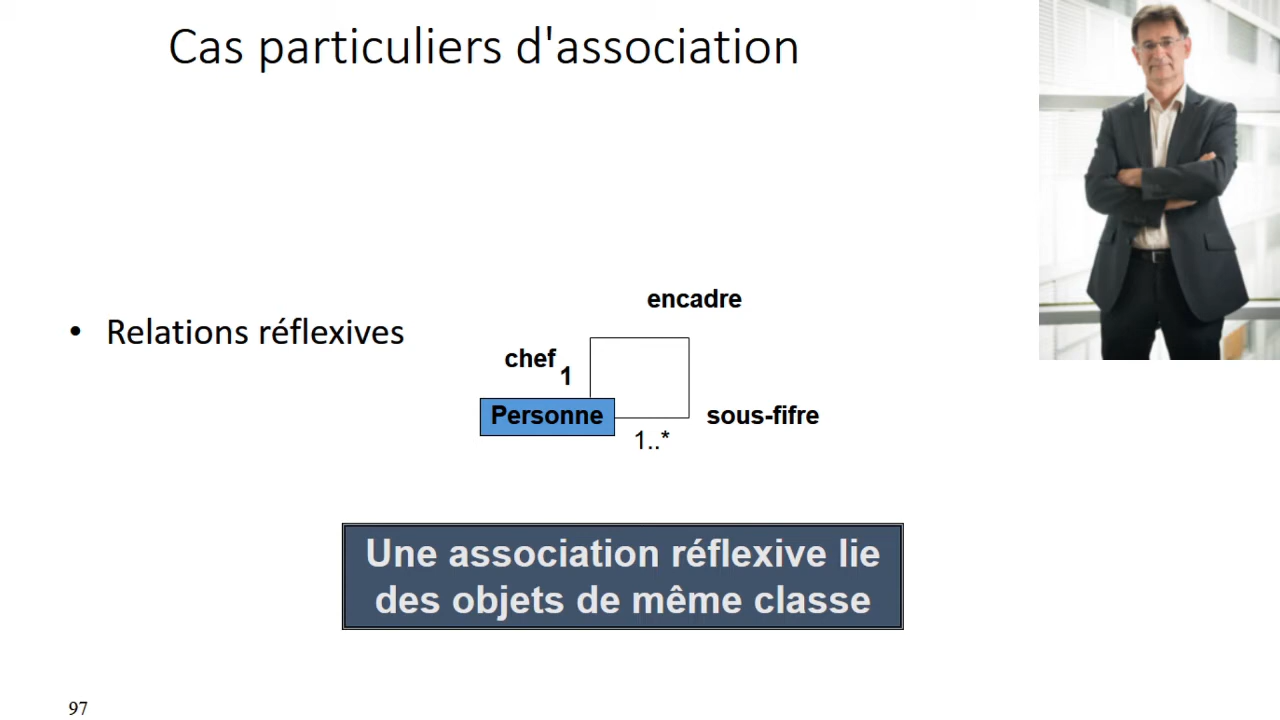 Cas particuliers d'association
encadre
• Relations réflexives
chef
1
Personne
sous-fifre
1..*
Une association réflexive lie
des objets de même classe
97